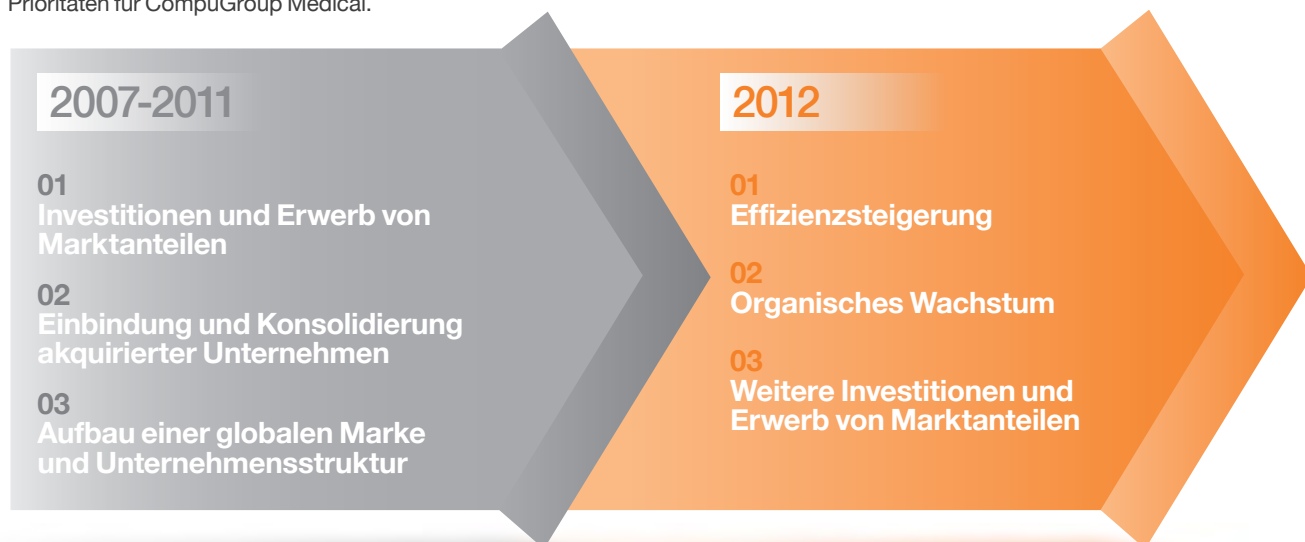 Prioritäten für CompuGroup Medical.
2007-2011
01
Investitionen und Erwerb von
Marktanteilen
02
Einbindung und Konsolidierung
akquirierter Unternehmen
03
Aufbau einer globalen Marke
und Unternehmensstruktur
2012
01
Effizienzsteigerung
02
Organisches Wachstum
03
Weitere Investitionen und
Erwerb von Marktanteilen